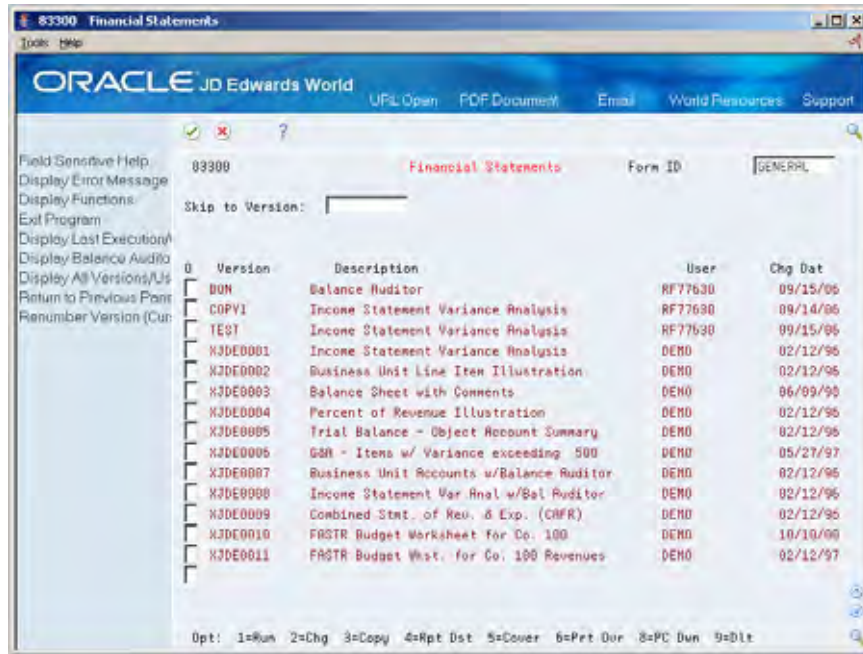 83300 Financial Statements
Tools Help
ORACLE JD Edwards World
URL Open PDF Document Email World Resources Support
?
Field Sensitive Help
Display Error Message
Display Functions
Exit Program
Display Last Execution/
Display Balance Audito
Display All Versions/Us
Return to Previous Pane
Renumber Version (Cur
83300 Financial Statements Form ID GENERAL
Skip to Version:
O Version Description User Chg Dat
Balance Auditor RF77630 09/15/06
COPY1 Income Statement Variance Analysis RF77630 09/14/06
TEST Income Statement Variance Analysis RF77630 09/15/06
XJDE0001 Income Statement Variance Analysis DEMO 02/12/96
XJDE0002 Business Unit Line Item Illustration DEMO 02/12/96
XJDE0003 Balance Sheet with Comments DEMO
XJDE0004 Percent of Revenue Illustration DEMO 02/12/96
XJDE0005 Trial Balance - Object Account Summary DEMO 02/12/96
XJDE0006 G&A - Items w/ Variance exceeding 500 DEMO 05/27/97
XJDE0007 Business Unit Accounts w/Balance Auditor DEMO 02/12/96
XJDE0008 Income Statement Var Anal w/Bal Auditor DEMO 02/12/96
XJDE0009 Combined Stmt. of Rev. & Exp. (CAFR) DEMO 02/12/96
XJDE0010 FASTR Budget Worksheet for Co. 100 DEMO 10/10/00
XJDE0011 FASTR Budget Wkst. for Co. 100 Revenues DEMO 02/12/97
Opt: 1=Run 2=Chg 3=Copy 4=Rpt Dst 5=Cover 6=Prt Ovr 8=PC Dwn 9=Dlt